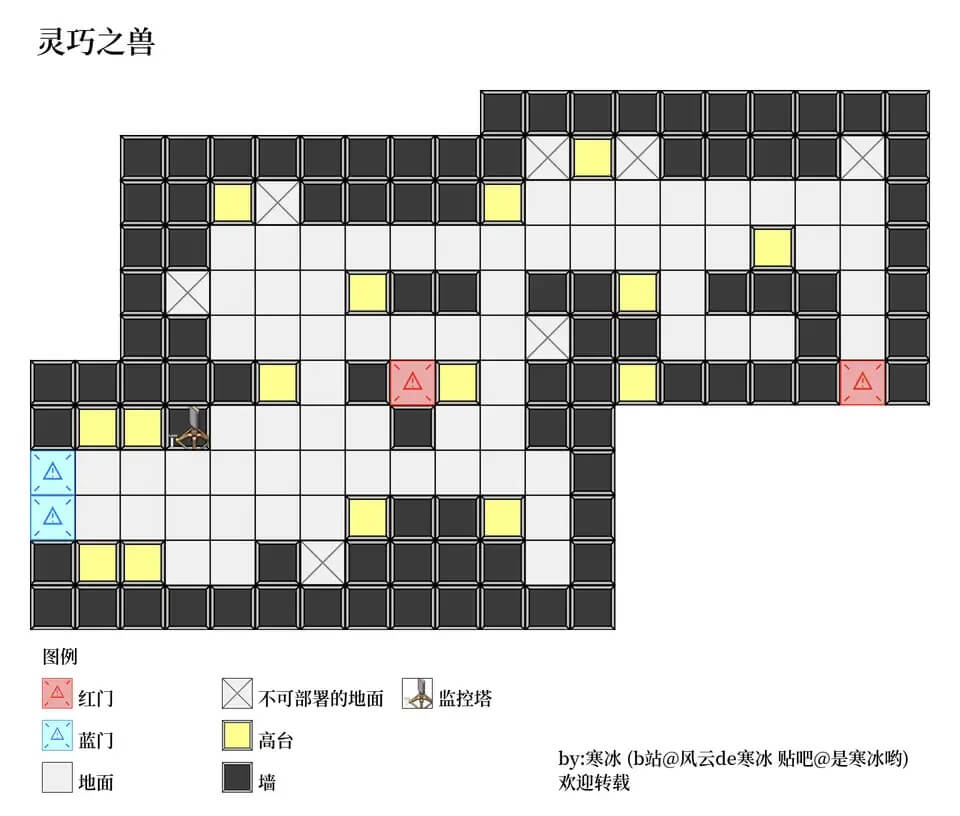 灵巧之兽
图例
红门
不可部署的地面
监控塔
蓝门
高台
地面
墙
by:寒冰 (b站@风云de寒冰 贴吧@是寒冰哟)
欢迎转载